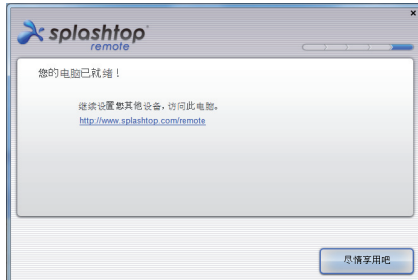 splashtop
remote
您的电脑已就绪！
继续设置您其他设备，访问此电脑。
http://www.splashtop.com/remote
尽情享用吧